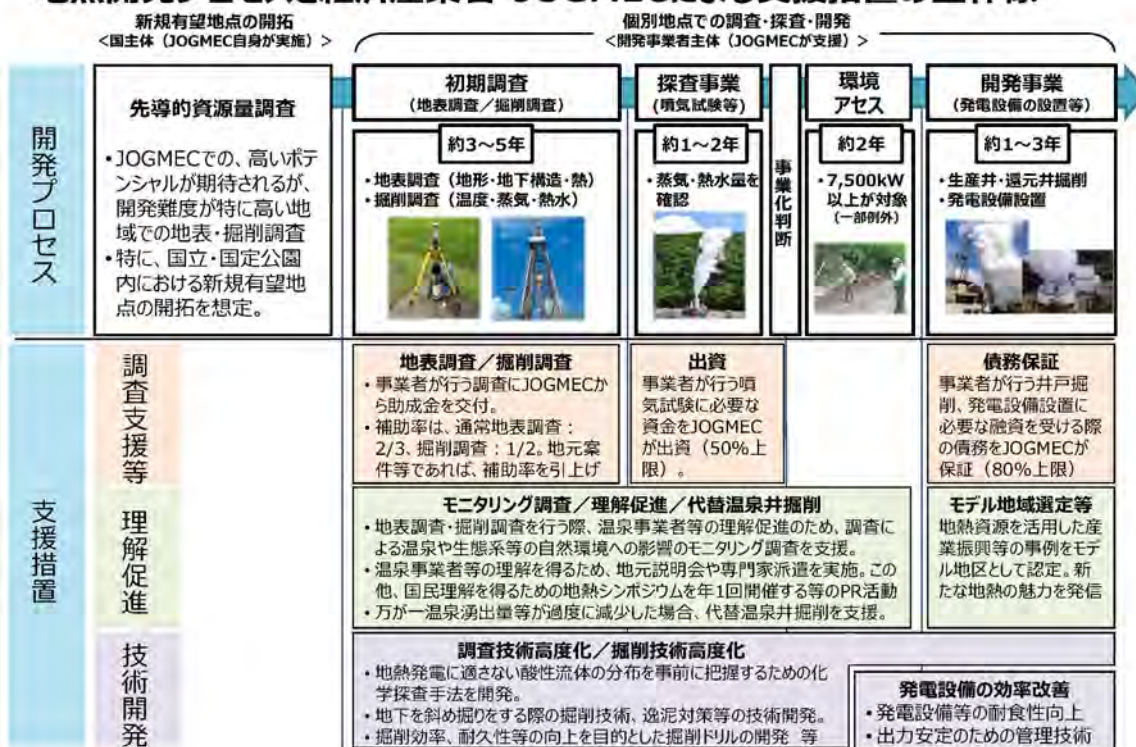 新規有望地点の開拓
<国主体（JOGMEC自身が実施）>
個別地点での調査・探査・開発
<開発事業者主体（JOGMECが支援）>
開発プロセス
先導的資源量調査
・JOGMECでの、高いポテ
ンシャルが期待されるが、
開発難度が特に高い地
域での地表・掘削調査
・特に、国立・国定公園
内における新規有望地
点の開拓を想定。
初期調査
（地表調査／掘削調査）
約3～5年
・地表調査（地形・地下構造・熱）
・掘削調査（温度・蒸気・熱水）
探査事業
（噴気試験等）
約1～2年
・蒸気・熱水量を
確認
事業化判断
環境
アセス
約2年
・7,500kW
以上が対象
（一部例外）
開発事業
（発電設備の設置等）
約1～3年
・生産井・還元井掘削
・発電設備設置
支援措置
調査支援等
地表調査／掘削調査
・事業者が行う調査にJOGMECか
ら助成金を交付。
・補助率は、通常地表調査：
2/3、掘削調査：1/2。地元案
件等であれば、補助率を引上げ
出資
事業者が行う噴
気試験に必要な
資金をJOGMEC
が出資（50%上
限）。
債務保証
事業者が行う井戸掘
削、発電設備設置に
必要な融資を受ける際
の債務をJOGMECが
保証（80%上限）
理解促進
モニタリング調査／理解促進／代替温泉井掘削
・地表調査・掘削調査を行う際、温泉事業者等の理解促進のため、調査に
よる温泉や生態系等の自然環境への影響のモニタリング調査を支援。
・温泉事業者等の理解を得るため、地元説明会や専門家派遣を実施。この
他、国民理解を得るための地熱シンポジウムを年1回開催する等のPR活動
・万が一温泉湧出量等が過度に減少した場合、代替温泉井掘削を支援。
モデル地域選定等
地熱資源を活用した産
業振興等の事例をモデ
ル地区として認定。新
たな地熱の魅力を発信
技術開発
調査技術高度化／掘削技術高度化
・地熱発電に適さない酸性流体の分布を事前に把握するための化
学探査手法を開発。
・地下を斜め掘りをする際の掘削技術、逸泥対策等の技術開発。
・掘削効率、耐久性等の向上を目的とした掘削ドリルの開発 等
発電設備の効率改善
・発電設備等の耐食性向上
・出力安定のための管理技術